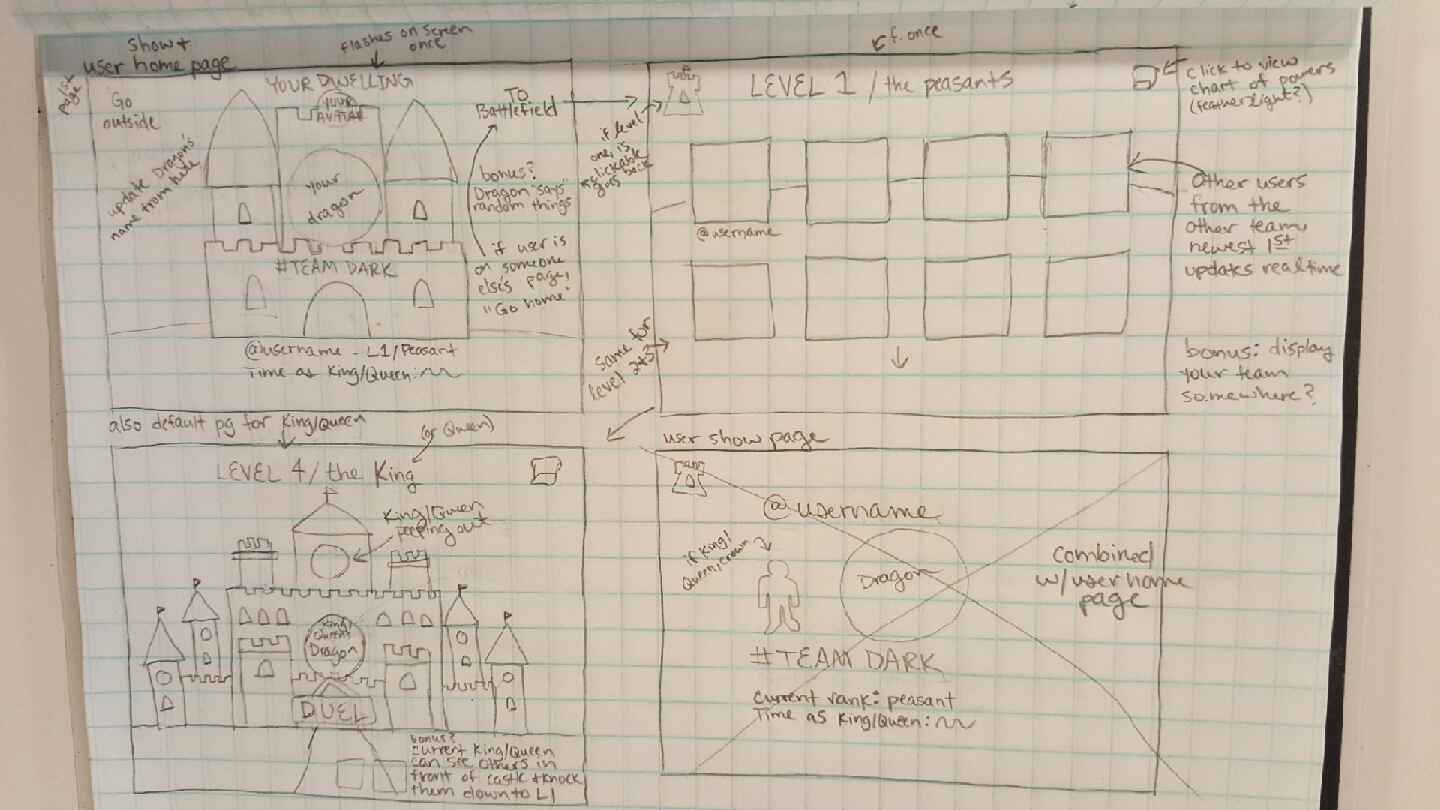 show +
user home page
else
page
flashes on screen
once
YOUR DWELLING
Go
outside
YOUR
AVATAR
TO
Battlefield
update Dragon's
name from here
your
dragon
bonus?
Dragon "says"
random things
#TEAM DARK
if user is
on someone
else's page,
"Go home"
@username - L1/Peasant
Time as King/Queen:
f. once
LEVEL 1 / the peasants
click to view
chart of powers
(featherlight?)
if level
one, is
clickable
goes back
@username
Other users
from the
other team,
newest 1st
updates realtime
same for
level 2+3
bonus: display
your team
somewhere?
also default pg for King/Queen
(or Queen)
LEVEL 4 / the King
King/Queen
peeping out
King/
Queen's
Dragon
DUEL
bonus?
current King/Queen
can see others in
front of castle + knock
them down to L1
user show page
@username
if King/
Queen, crown
Dragon
combined
w/user home
page
#TEAM DARK
current rank: peasant
Time as King/Queen: